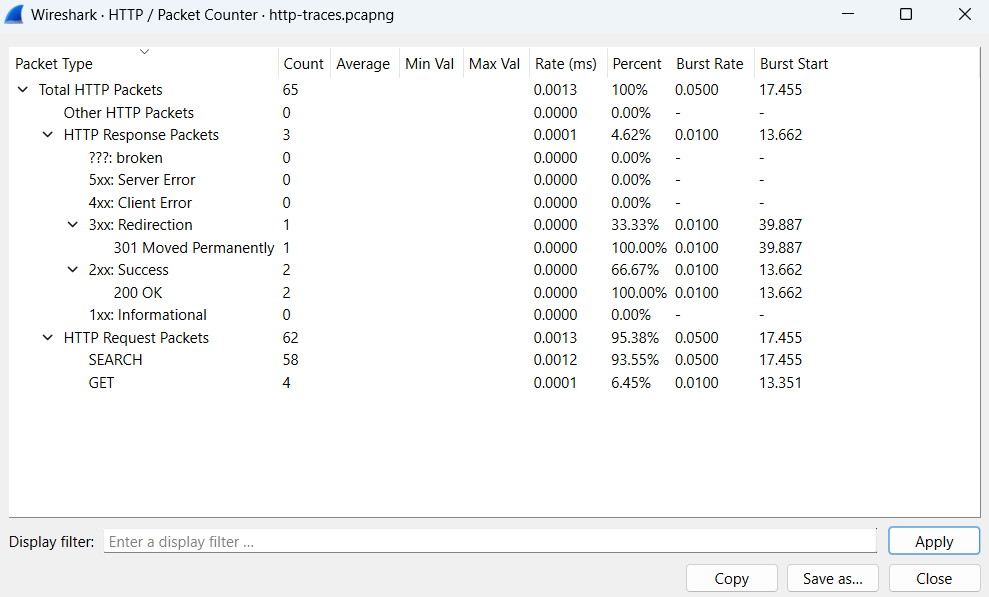 Wireshark · HTTP / Packet Counter · http-traces.pcapng
Packet Type Count Average Min Val Max Val Rate (ms) Percent Burst Rate Burst Start
Total HTTP Packets 65 0.0013 100% 0.0500 17.455
Other HTTP Packets 0 0.0000 0.00% - -
HTTP Response Packets 3 0.0001 4.62% 0.0100 13.662
???: broken 0 0.0000 0.00% - -
5xx: Server Error 0 0.0000 0.00% - -
4xx: Client Error 0 0.0000 0.00% - -
3xx: Redirection 1 0.0000 33.33% 0.0100 39.887
301 Moved Permanently 1 0.0000 100.00% 0.0100 39.887
2xx: Success 2 0.0000 66.67% 0.0100 13.662
200 OK 2 0.0000 100.00% 0.0100 13.662
1xx: Informational 0 0.0000 0.00% - -
HTTP Request Packets 62 0.0013 95.38% 0.0500 17.455
SEARCH 58 0.0012 93.55% 0.0500 17.455
GET 4 0.0001 6.45% 0.0100 13.351
Display filter: Enter a display filter ... Apply
Copy Save as... Close